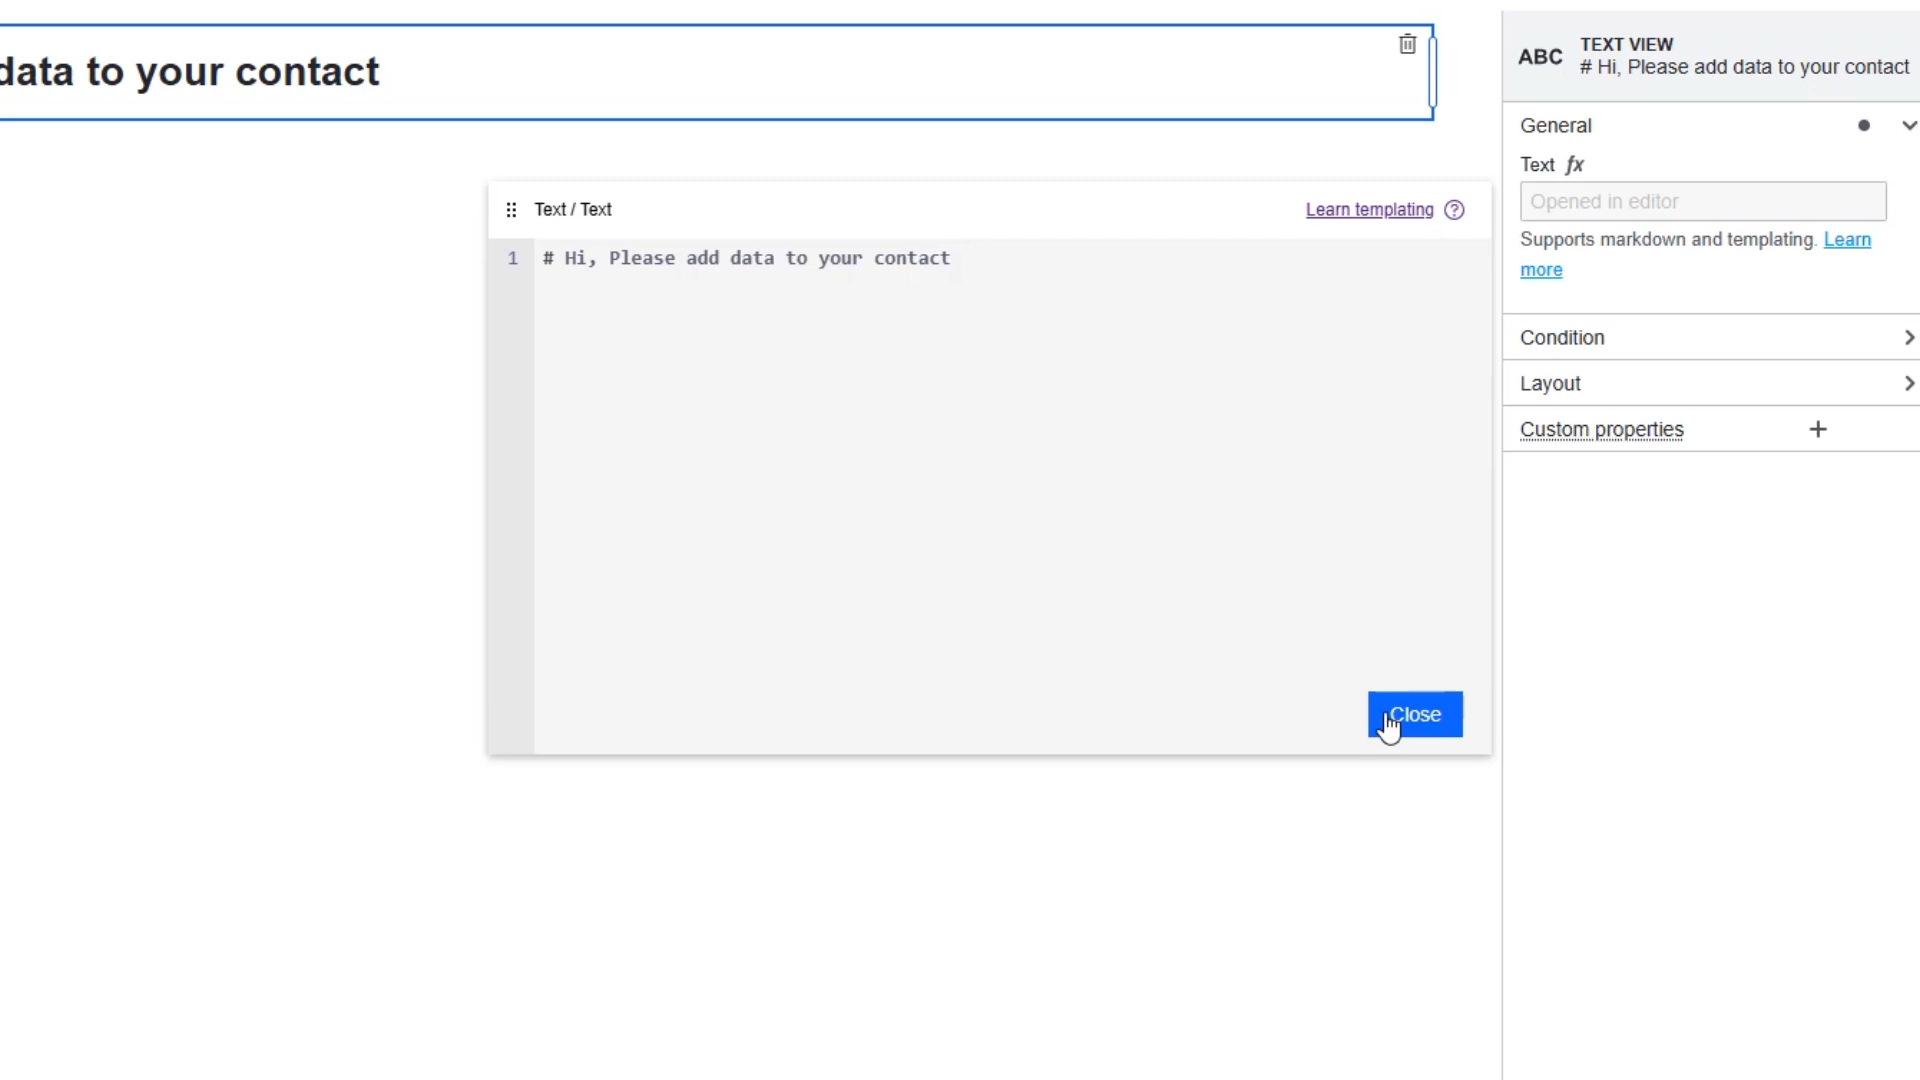 data to your contact
ABC
TEXT VIEW
# Hi, Please add data to your contact
General
Text fx
Opened in editor
Supports markdown and templating. Learn
more
Condition
Layout
Custom properties
Text / Text
Learn templating
1 # Hi, Please add data to your contact
Close